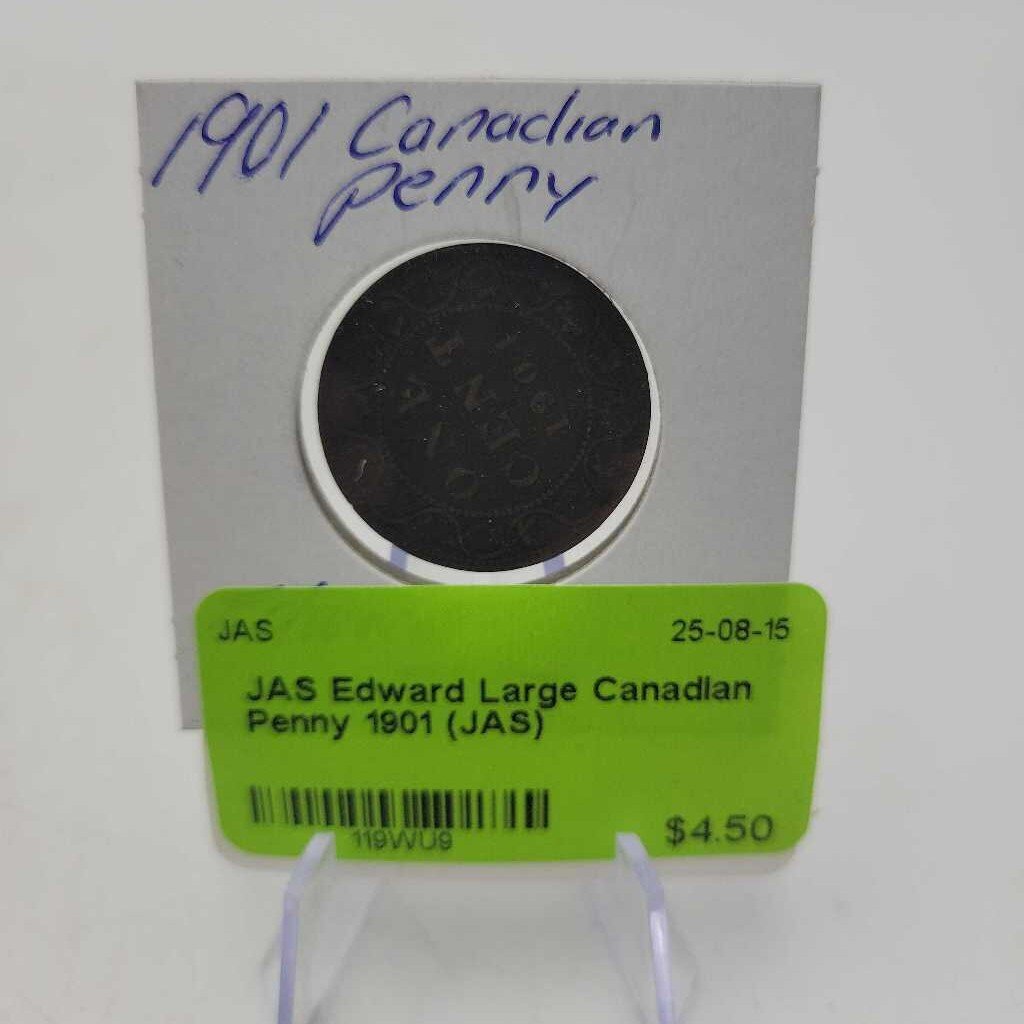 1901 Canadian
penny
ONE
CENT
1901
JAS 25-08-15
JAS Edward Large Canadian
Penny 1901 (JAS)
119WU9
$4.50